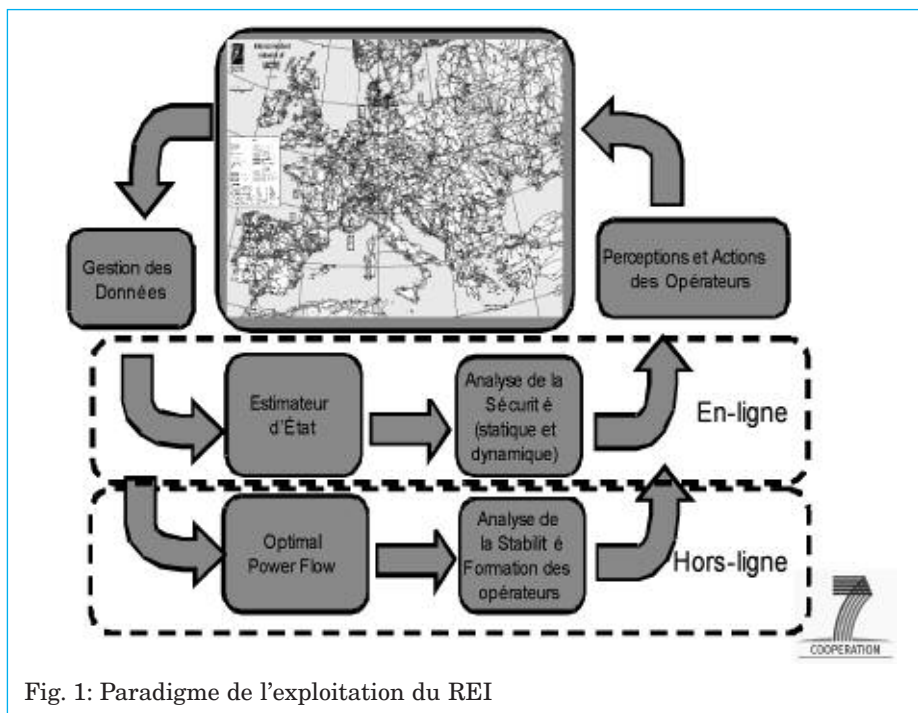 Gestion des
Données
Perceptions et Actions
des Opérateurs
Estimateur
d'État
Analyse de la
Sécurit é
(statique et
dynamique)
En-ligne
Optimal
Power Flow
Analyse de
la Stabilit é
Formation des
opérateurs
Hors-ligne
COOPERATION
Fig. 1: Paradigme de l'exploitation du REI